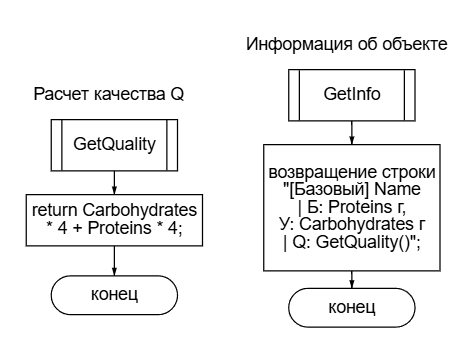 Расчет качества Q
GetQuality
return Carbohydrates
* 4 + Proteins * 4;
конец
Информация об объекте
GetInfo
возвращение строки
"[Базовый] Name
| Б: Proteins г,
У: Carbohydrates г
| Q: GetQuality()";
конец